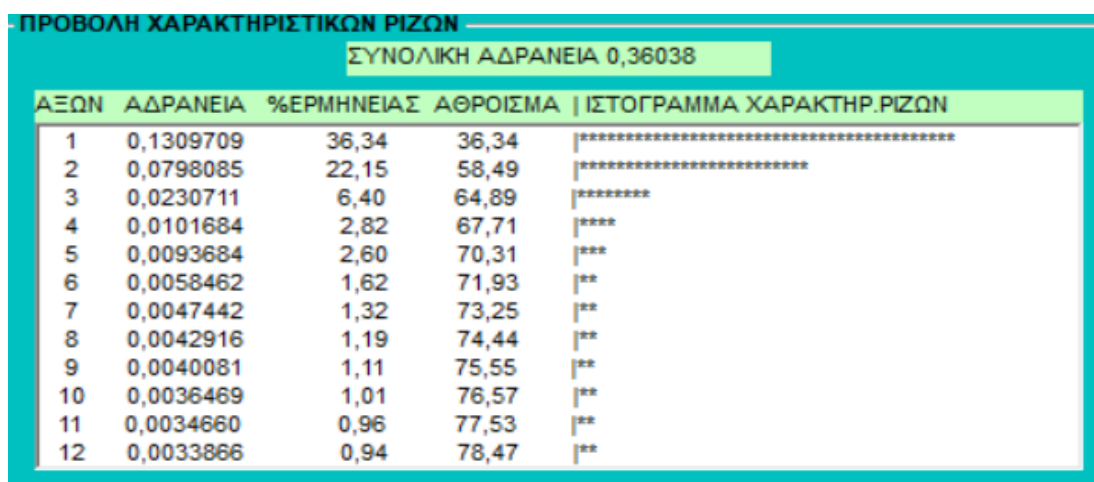 ΠΡΟΒΟΛΗ ΧΑΡΑΚΤΗΡΙΣΤΙΚΩΝ ΡΙΖΩΝ
ΣΥΝΟΛΙΚΗ ΑΔΡΑΝΕΙΑ 0,36038
ΑΞΩΝ ΑΔΡΑΝΕΙΑ %ΕΡΜΗΝΕΙΑΣ ΑΘΡΟΙΣΜΑ | ΙΣΤΟΓΡΑΜΜΑ ΧΑΡΑΚΤΗΡ.ΡΙΖΩΝ
1 0,1309709 36,34 36,34 |*****************************************
2 0,0798085 22,15 58,49 |*************************
3 0,0230711 6,40 64,89 |********
4 0,0101684 2,82 67,71 |****
5 0,0093684 2,60 70,31 |***
6 0,0058462 1,62 71,93 |**
7 0,0047442 1,32 73,25 |**
8 0,0042916 1,19 74,44 |**
9 0,0040081 1,11 75,55 |**
10 0,0036469 1,01 76,57 |**
11 0,0034660 0,96 77,53 |**
12 0,0033866 0,94 78,47 |**